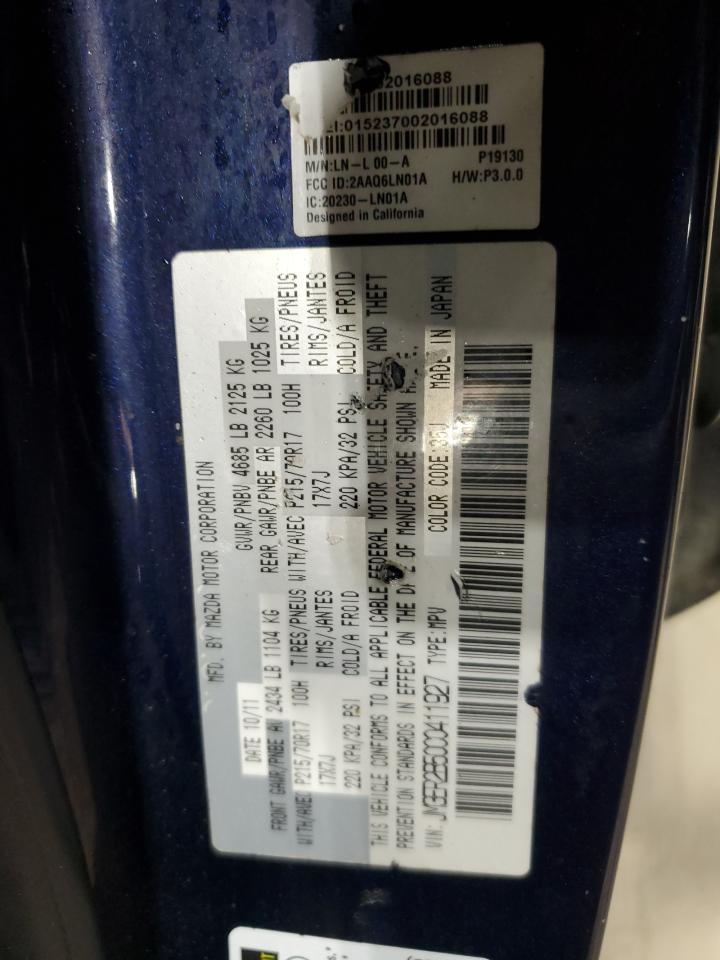 2016088
I:015237002016088
M/N:LN-L 00-A P19130
FCC ID:2AAQ6LN01A H/W:P3.0.0
IC:20230-LN01A
Designed in California
MFD. BY MAZDA MOTOR CORPORATION
DATE 10/11 GVWR/PNBV 4685 LB 2125 KG
FRONT GAWR/PNBE AV 2434 LB 1104 KG REAR GAWR/PNBE AR 2260 LB 1025 KG
WITH/AVEC P215/70R17 100H TIRES/PNEUS WITH/AVEC P215/70R17 100H TIRES/PNEUS
17X7J RIMS/JANTES 17X7J RIMS/JANTES
220 KPA/32 PSI COLD/A FROID 220 KPA/32 PSI COLD/A FROID
THIS VEHICLE CONFORMS TO ALL APPLICABLE FEDERAL MOTOR VEHICLE SAFETY AND THEFT
PREVENTION STANDARDS IN EFFECT ON THE DATE OF MANUFACTURE SHOWN
COLOR CODE:35J MADE IN JAPAN
VIN: TYPE:MPV